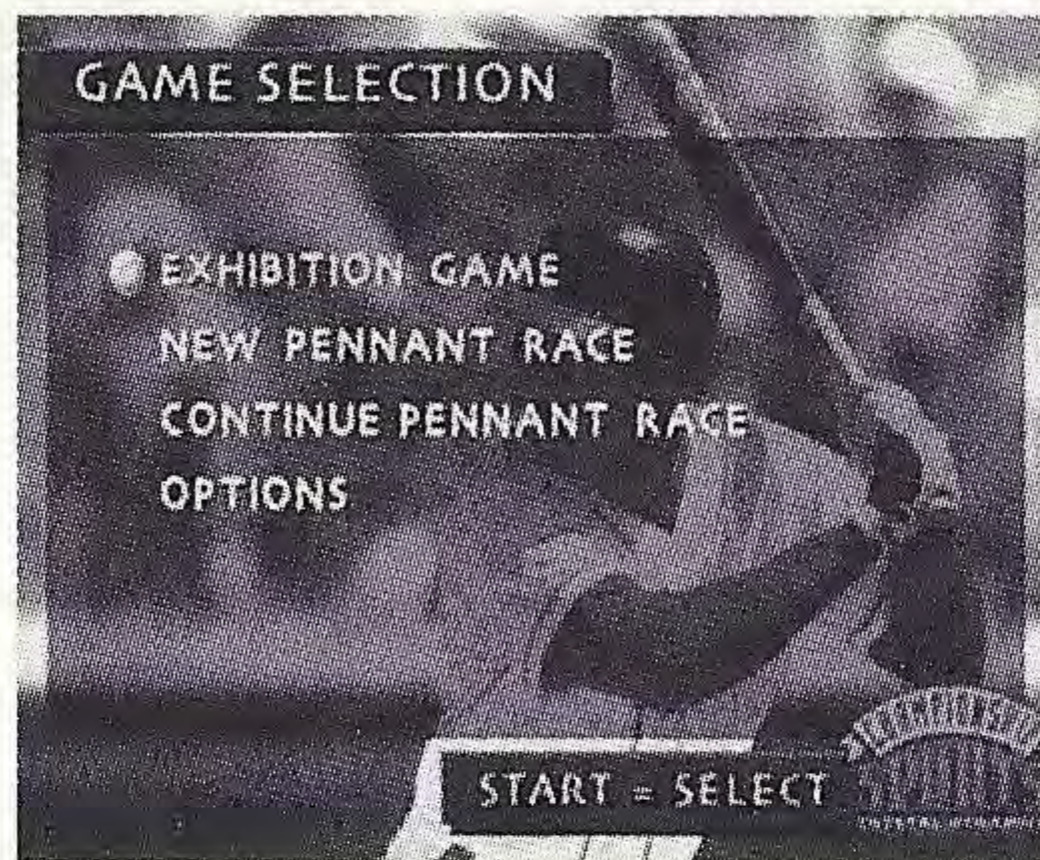 GAME SELECTION
EXHIBITION GAME
NEW PENNANT RACE
CONTINUE PENNANT RACE
OPTIONS
START = SELECT